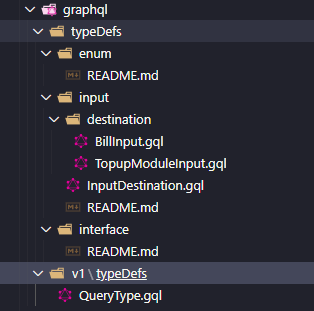 graphql
typeDefs
enum
README.md
input
destination
BillInput.gql
TopupModuleInput.gql
InputDestination.gql
README.md
interface
README.md
v1 \ typeDefs
QueryType.gql